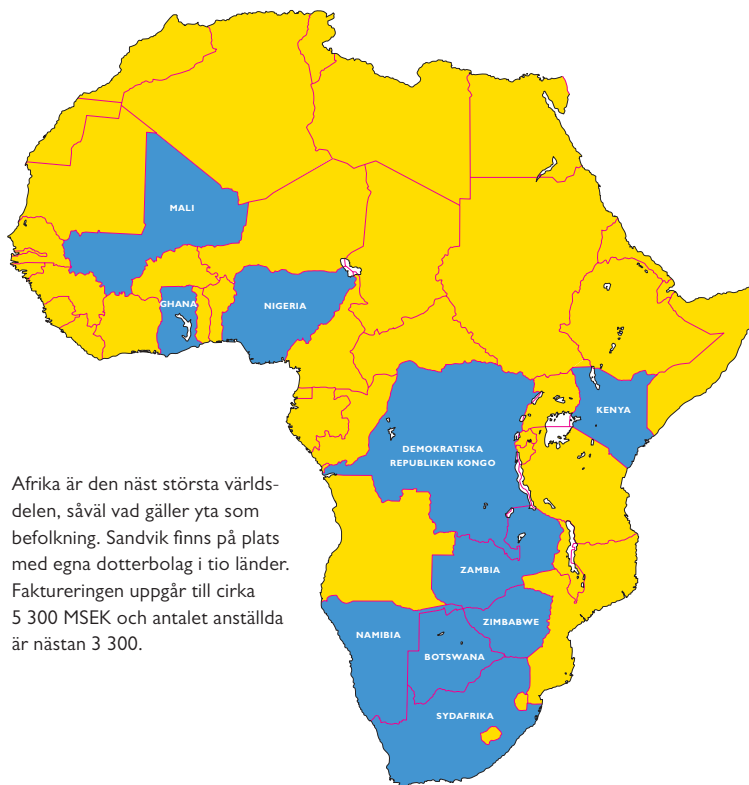 MALI
GHANA
NIGERIA
KENYA
DEMOKRATISKA
REPUBLIKEN KONGO
Afrika är den näst största världs-
delen, såväl vad gäller yta som
befolkning. Sandvik finns på plats
med egna dotterbolag i tio länder.
Faktureringen uppgår till cirka
5 300 MSEK och antalet anställda
är nästan 3 300.
ZAMBIA
NAMIBIA
ZIMBABWE
BOTSWANA
SYDAFRIKA